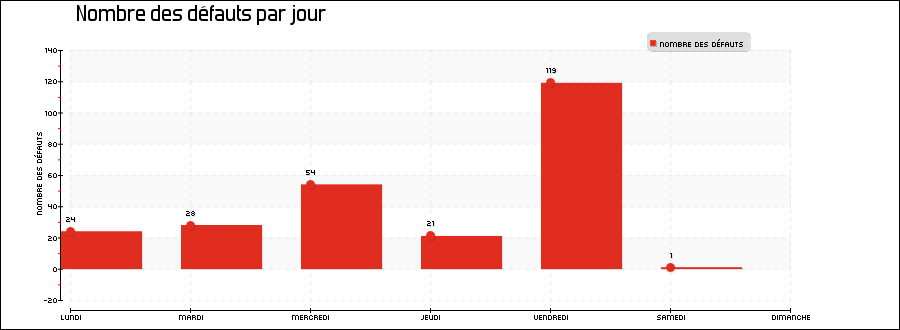 Nombre des défauts par jour
NOMBRE DES DÉFAUTS
NOMBRE DES DÉFAUTS
140
120
100
80
60
40
20
0
-20
24
28
54
21
119
1
LUNDI
MARDI
MERCREDI
JEUDI
VENDREDI
SAMEDI
DIMANCHE